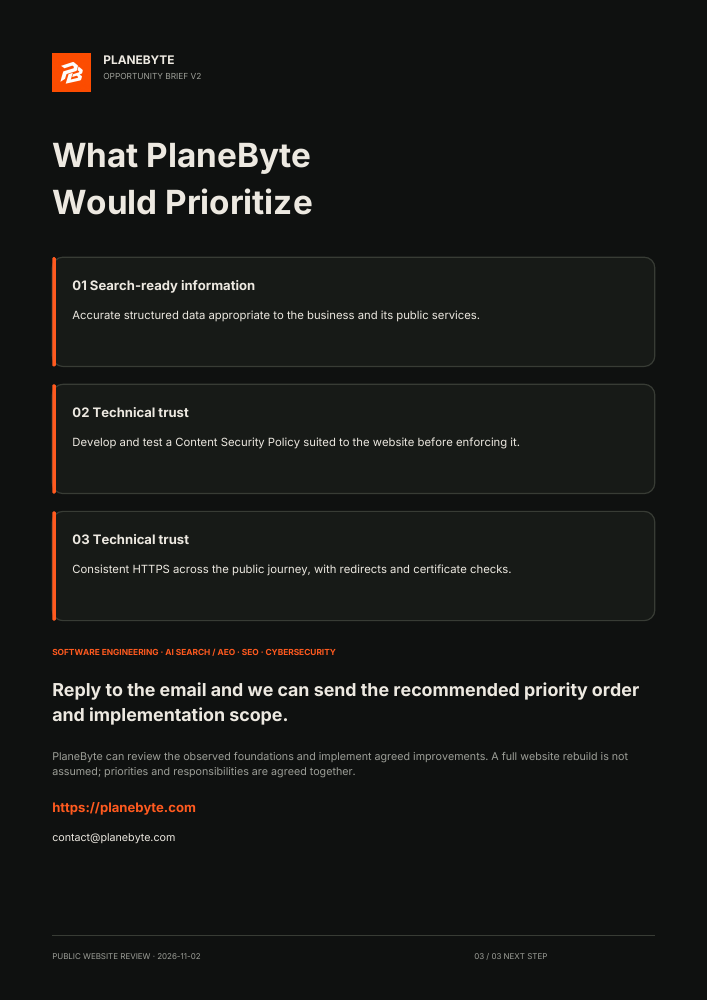 PLANEBYTE
OPPORTUNITY BRIEF V2
What PlaneByte
Would Prioritize
01 Search-ready information
Accurate structured data appropriate to the business and its public services.
02 Technical trust
Develop and test a Content Security Policy suited to the website before enforcing it.
03 Technical trust
Consistent HTTPS across the public journey, with redirects and certificate checks.
SOFTWARE ENGINEERING · AI SEARCH / AEO · SEO · CYBERSECURITY
Reply to the email and we can send the recommended priority order
and implementation scope.
PlaneByte can review the observed foundations and implement agreed improvements. A full website rebuild is not
assumed; priorities and responsibilities are agreed together.
https://planebyte.com
contact@planebyte.com
PUBLIC WEBSITE REVIEW · 2026-11-02
03 / 03 NEXT STEP